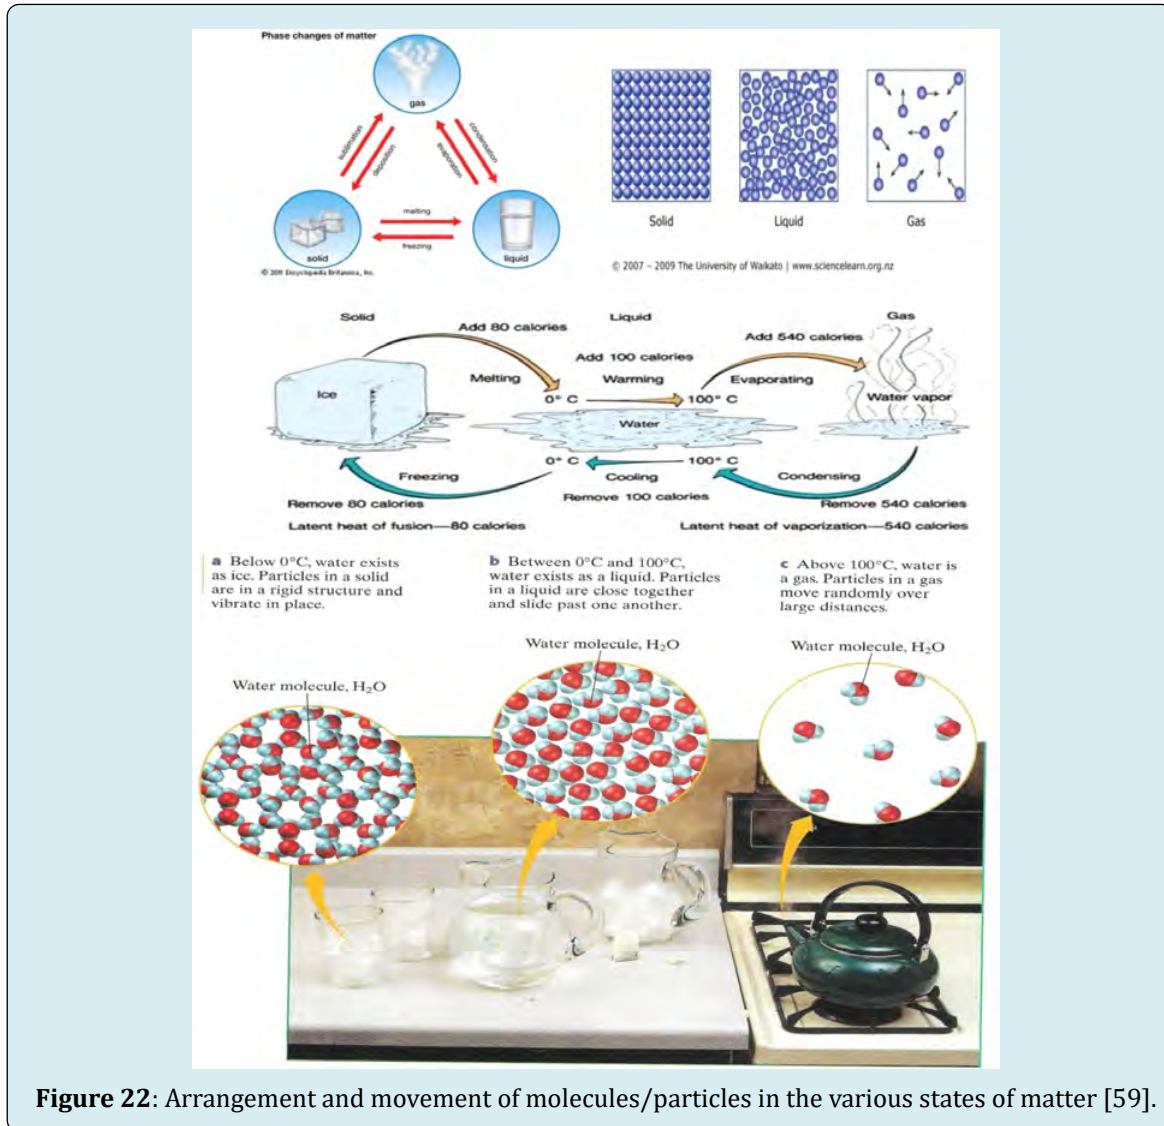 Phase changes of matter
gas
sublimation
deposition
condensation
evaporation
melting
freezing
solid
liquid
© 2011 Encyclopædia Britannica, Inc.
Solid
Liquid
Gas
© 2007 – 2009 The University of Waikato | www.sciencelearn.org.nz
Solid
Liquid
Gas
Add 80 calories
Add 100 calories
Add 540 calories
Melting
Warming
Evaporating
Ice
0° C
100° C
Water vapor
Water
0° C
100° C
Freezing
Cooling
Condensing
Remove 80 calories
Remove 100 calories
Remove 540 calories
Latent heat of fusion—80 calories
Latent heat of vaporization—540 calories
a Below 0°C, water exists
as ice. Particles in a solid
are in a rigid structure and
vibrate in place.
b Between 0°C and 100°C,
water exists as a liquid. Particles
in a liquid are close together
and slide past one another.
c Above 100°C, water is
a gas. Particles in a gas
move randomly over
large distances.
Water molecule, H₂O
Water molecule, H₂O
Water molecule, H₂O
Figure 22: Arrangement and movement of molecules/particles in the various states of matter [59].